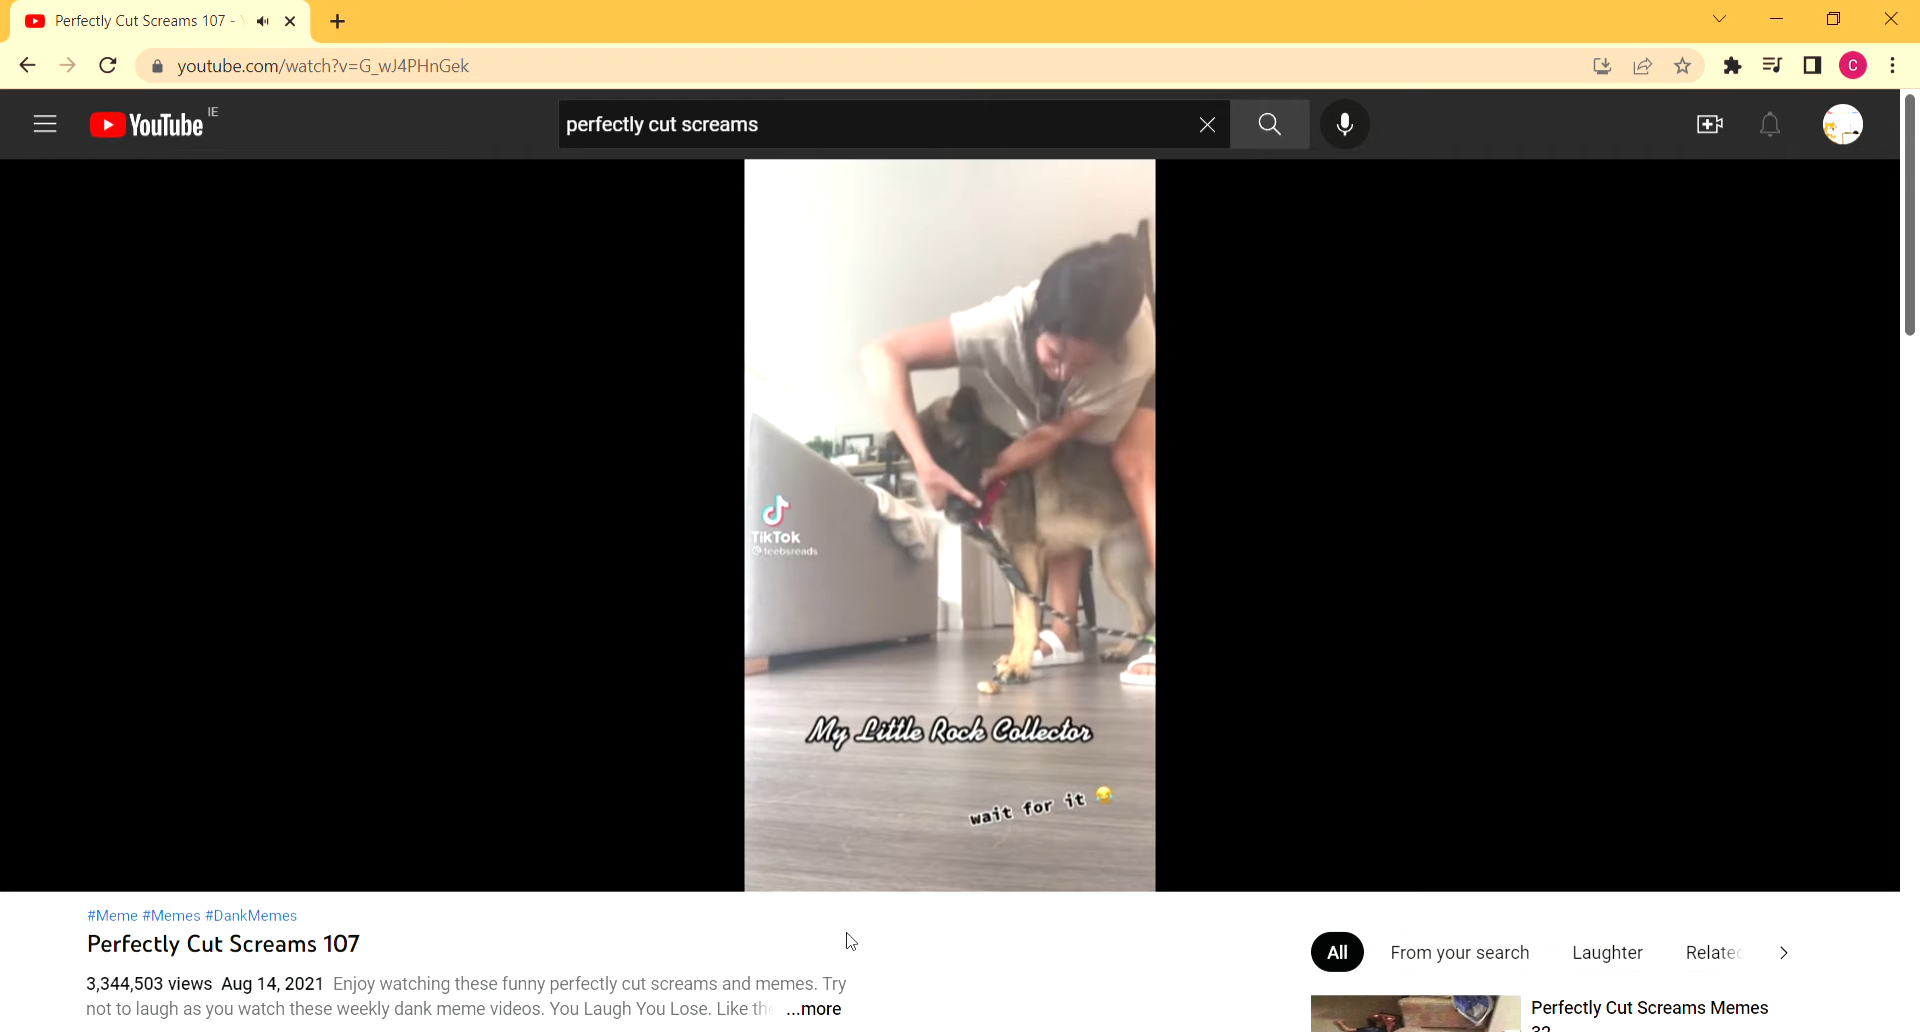 Perfectly Cut Screams 107 -
youtube.com/watch?v=G_wJ4PHnGek
C
YouTube IE
perfectly cut screams
TikTok
@teebsreads
My Little Rock Collector
wait for it 😂
#Meme #Memes #DankMemes
Perfectly Cut Screams 107
3,344,503 views Aug 14, 2021 Enjoy watching these funny perfectly cut screams and memes. Try
not to laugh as you watch these weekly dank meme videos. You Laugh You Lose. Like the ...more
All From your search Laughter Related
Perfectly Cut Screams Memes
32